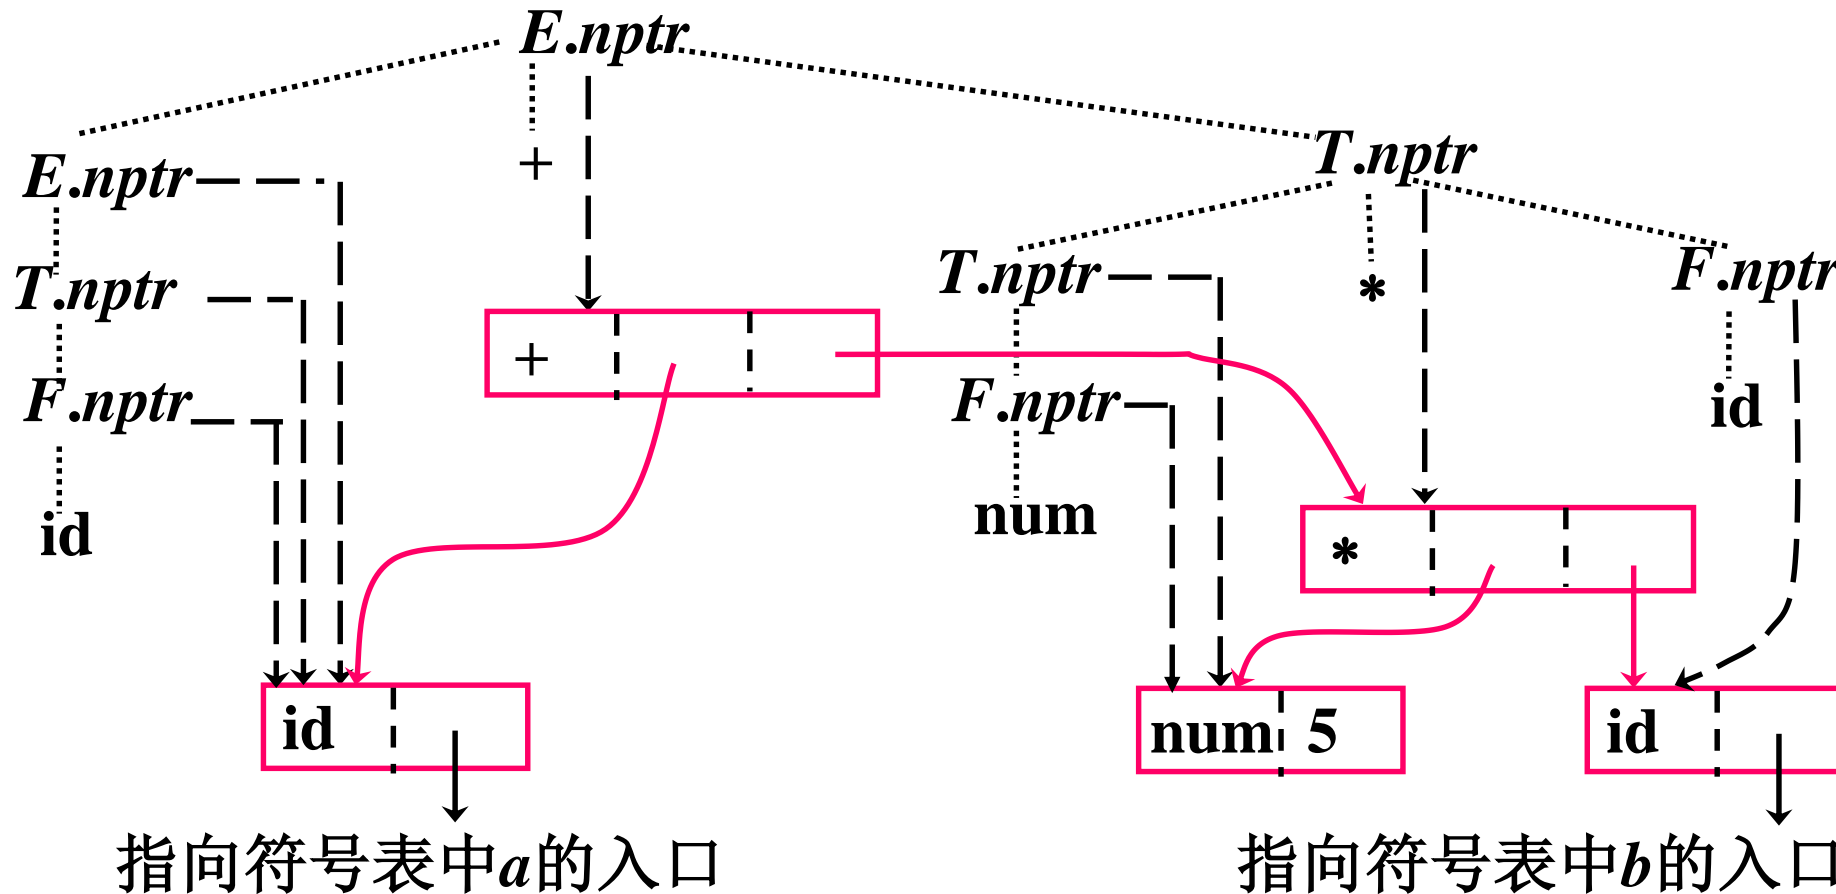 E.nptr
+
T.nptr
E.nptr
T.nptr
*
F.nptr
T.nptr
+
F.nptr
F.nptr
id
id
num
*
id
num 5
id
指向符号表中a的入口
指向符号表中b的入口